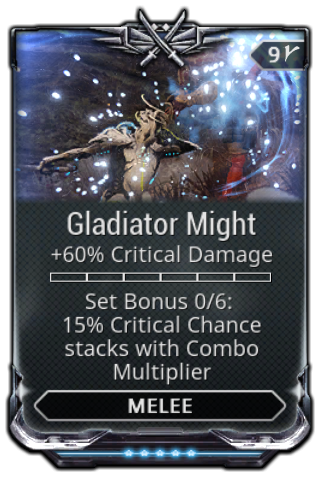 9
Gladiator Might
+60% Critical Damage
Set Bonus 0/6:
15% Critical Chance
stacks with Combo
Multiplier
MELEE